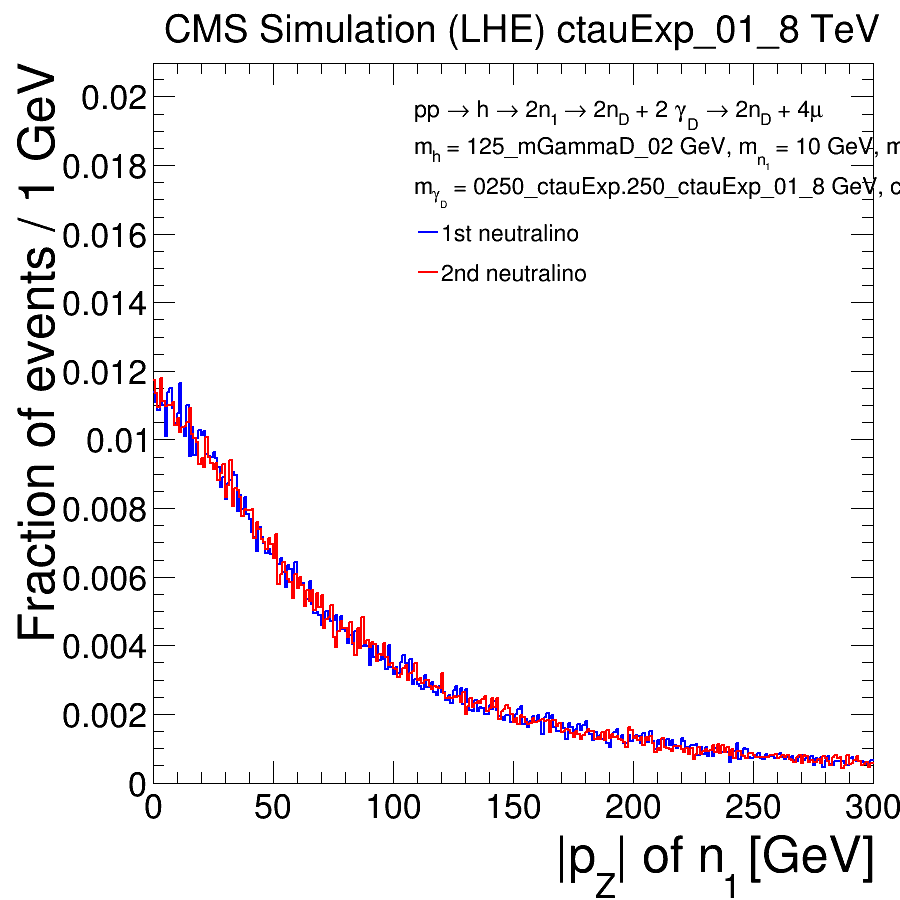 CMS Simulation (LHE) ctauExp_01_8 TeV
Fraction of events / 1 GeV
0.02
0.018
0.016
0.014
0.012
0.01
0.008
0.006
0.004
0.002
0
pp → h → 2n1 → 2nD + 2 γD → 2nD + 4μ
mh = 125_mGammaD_02 GeV, mn1 = 10 GeV, m
mγD = 0250_ctauExp.250_ctauExp_01_8 GeV, c
1st neutralino
2nd neutralino
0 50 100 150 200 250 300
|pZ| of n1 [GeV]